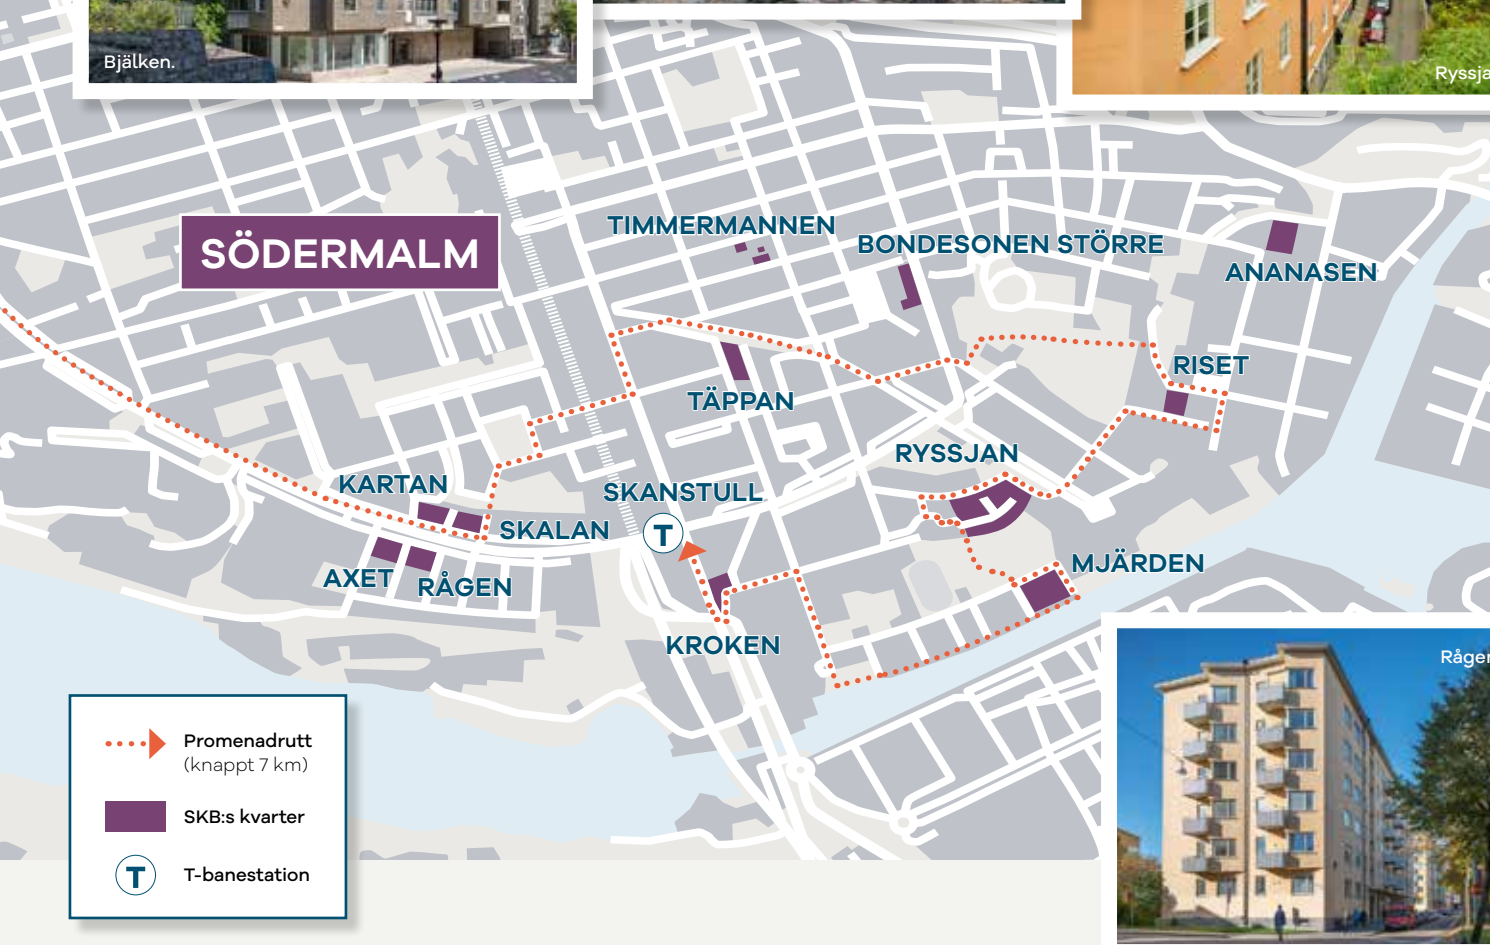 Bjälken.
Ryssja
SÖDERMALM
TIMMERMANNEN
BONDESONEN STÖRRE
ANANASEN
RISET
TÄPPAN
RYSSJAN
KARTAN
SKANSTULL
SKALAN
T
MJÄRDEN
AXET
RÅGEN
KROKEN
Råger
Promenadrutt
(knappt 7 km)
SKB:s kvarter
T
T-banestation